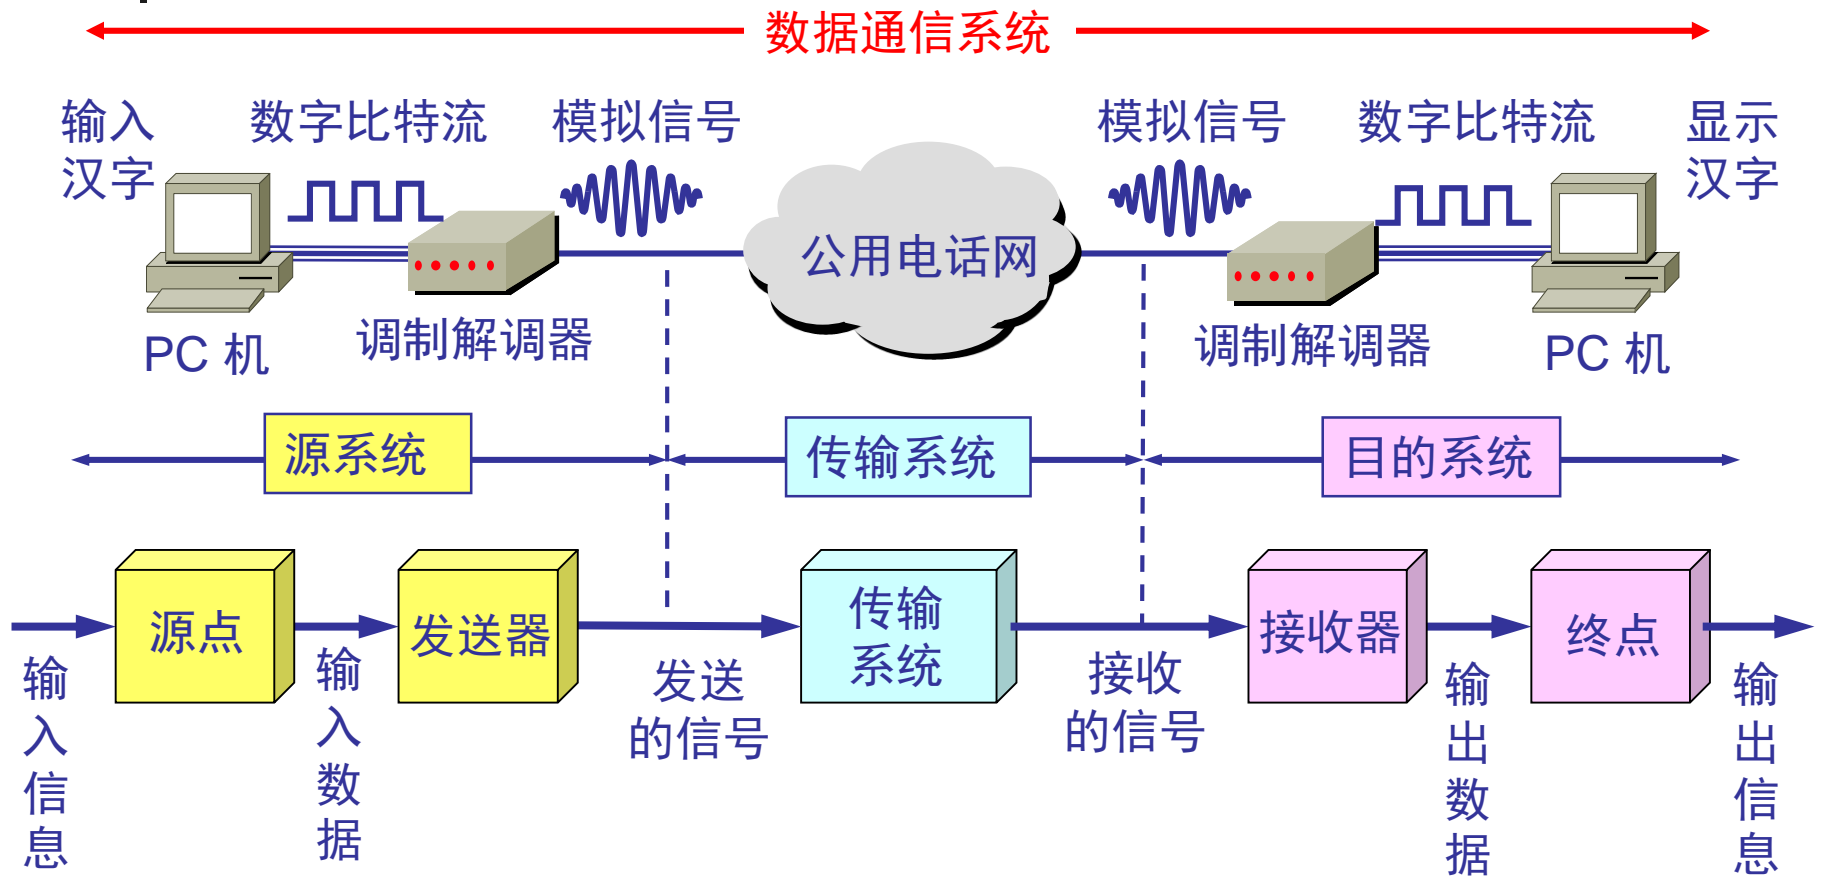 数据通信系统
输入
汉字
数字比特流
模拟信号
模拟信号
数字比特流
显示
汉字
公用电话网
PC 机
调制解调器
调制解调器
PC 机
源系统
传输系统
目的系统
源点
发送器
传输
系统
接收器
终点
输入信息
输入数据
发送
的信号
接收
的信号
输出数据
输出信息